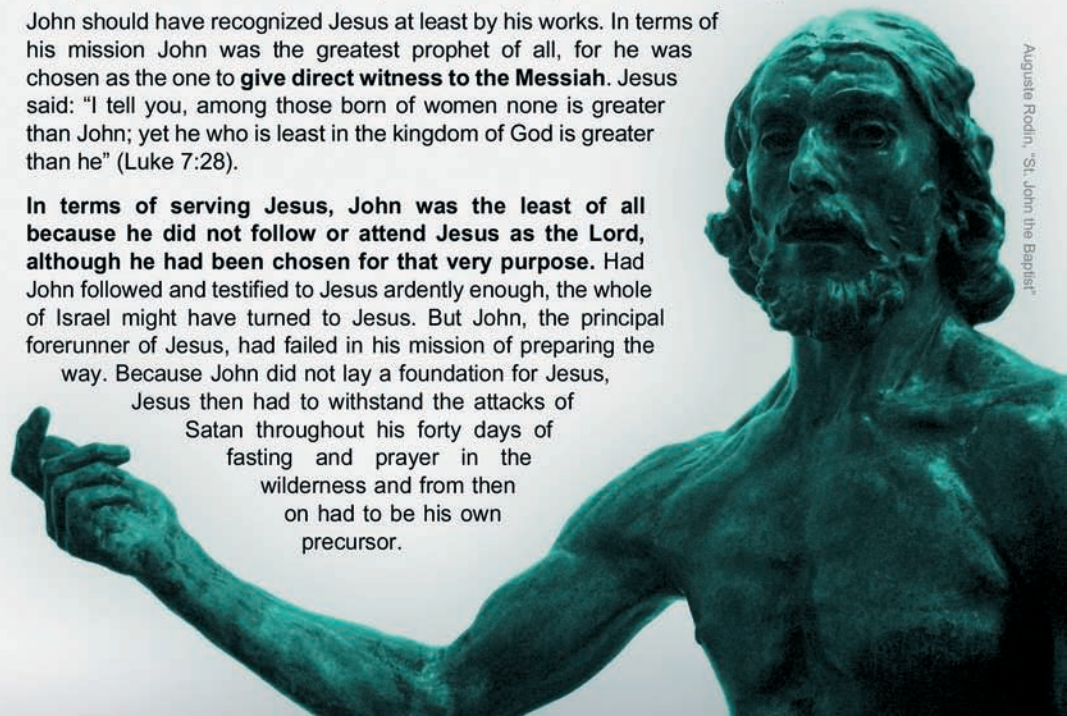 John should have recognized Jesus at least by his works. In terms of
his mission John was the greatest prophet of all, for he was
chosen as the one to give direct witness to the Messiah. Jesus
said: “I tell you, among those born of women none is greater
than John; yet he who is least in the kingdom of God is greater
than he” (Luke 7:28).
In terms of serving Jesus, John was the least of all
because he did not follow or attend Jesus as the Lord,
although he had been chosen for that very purpose. Had
John followed and testified to Jesus ardently enough, the whole
of Israel might have turned to Jesus. But John, the principal
forerunner of Jesus, had failed in his mission of preparing the
way. Because John did not lay a foundation for Jesus,
Jesus then had to withstand the attacks of
Satan throughout his forty days of
fasting and prayer in the
wilderness and from then
on had to be his own
precursor.
Auguste Rodin, “St. John the Baptist”